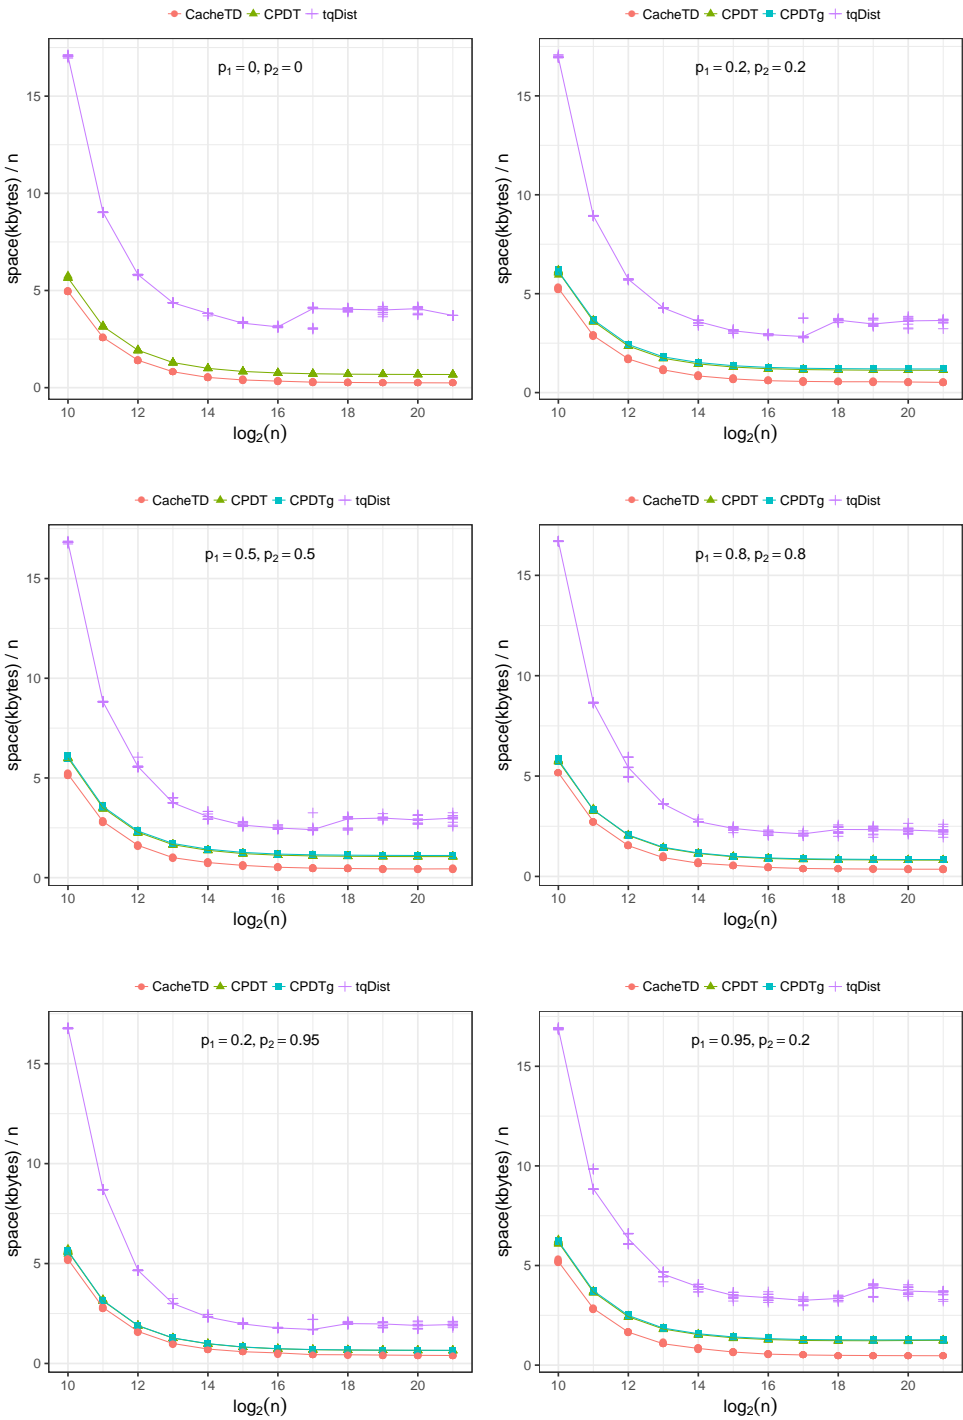 CacheTD CPDT tqDist
p₁ = 0, p₂ = 0
space(kbytes) / n
15
10
5
0
10 12 14 16 18 20
log₂(n)
CacheTD CPDT CPDTg tqDist
p₁ = 0.2, p₂ = 0.2
space(kbytes) / n
15
10
5
0
10 12 14 16 18 20
log₂(n)
CacheTD CPDT CPDTg tqDist
p₁ = 0.5, p₂ = 0.5
space(kbytes) / n
15
10
5
0
10 12 14 16 18 20
log₂(n)
CacheTD CPDT CPDTg tqDist
p₁ = 0.8, p₂ = 0.8
space(kbytes) / n
15
10
5
0
10 12 14 16 18 20
log₂(n)
CacheTD CPDT CPDTg tqDist
p₁ = 0.2, p₂ = 0.95
space(kbytes) / n
15
10
5
0
10 12 14 16 18 20
log₂(n)
CacheTD CPDT CPDTg tqDist
p₁ = 0.95, p₂ = 0.2
space(kbytes) / n
15
10
5
0
10 12 14 16 18 20
log₂(n)